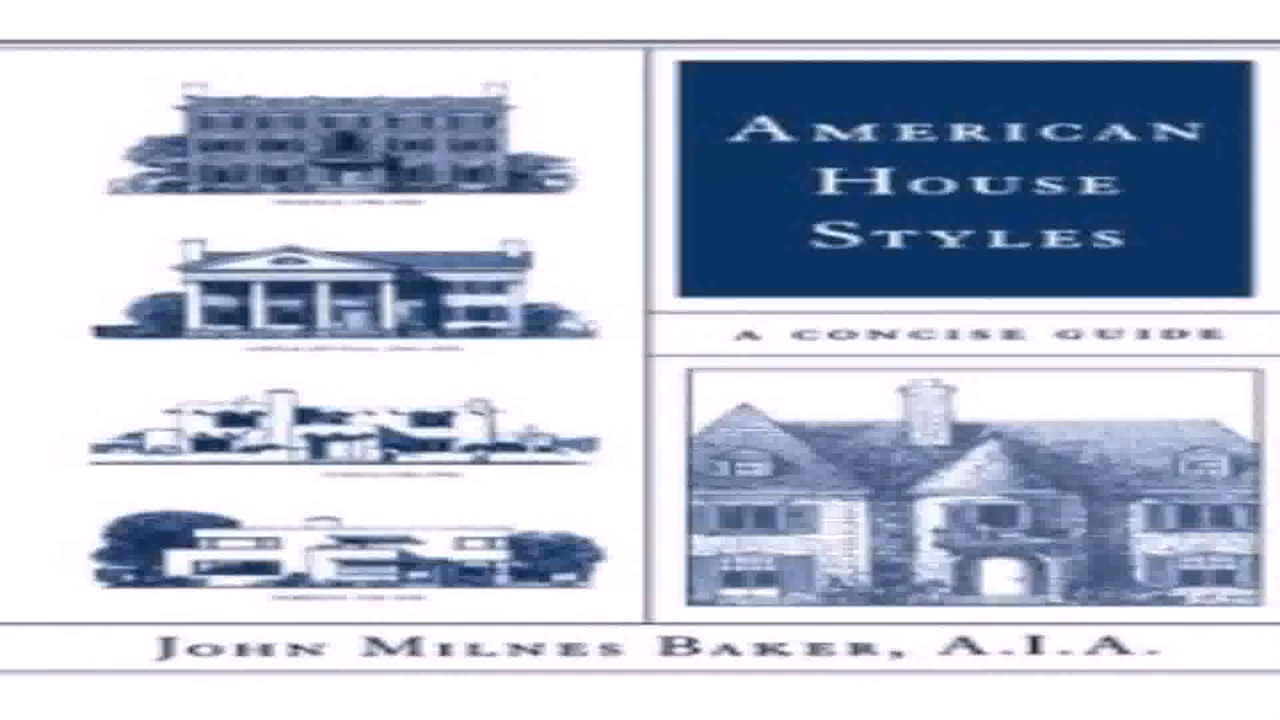 AMERICAN
HOUSE
STYLES
A CONCISE GUIDE
JOHN MILNES BAKER, A.I.A.